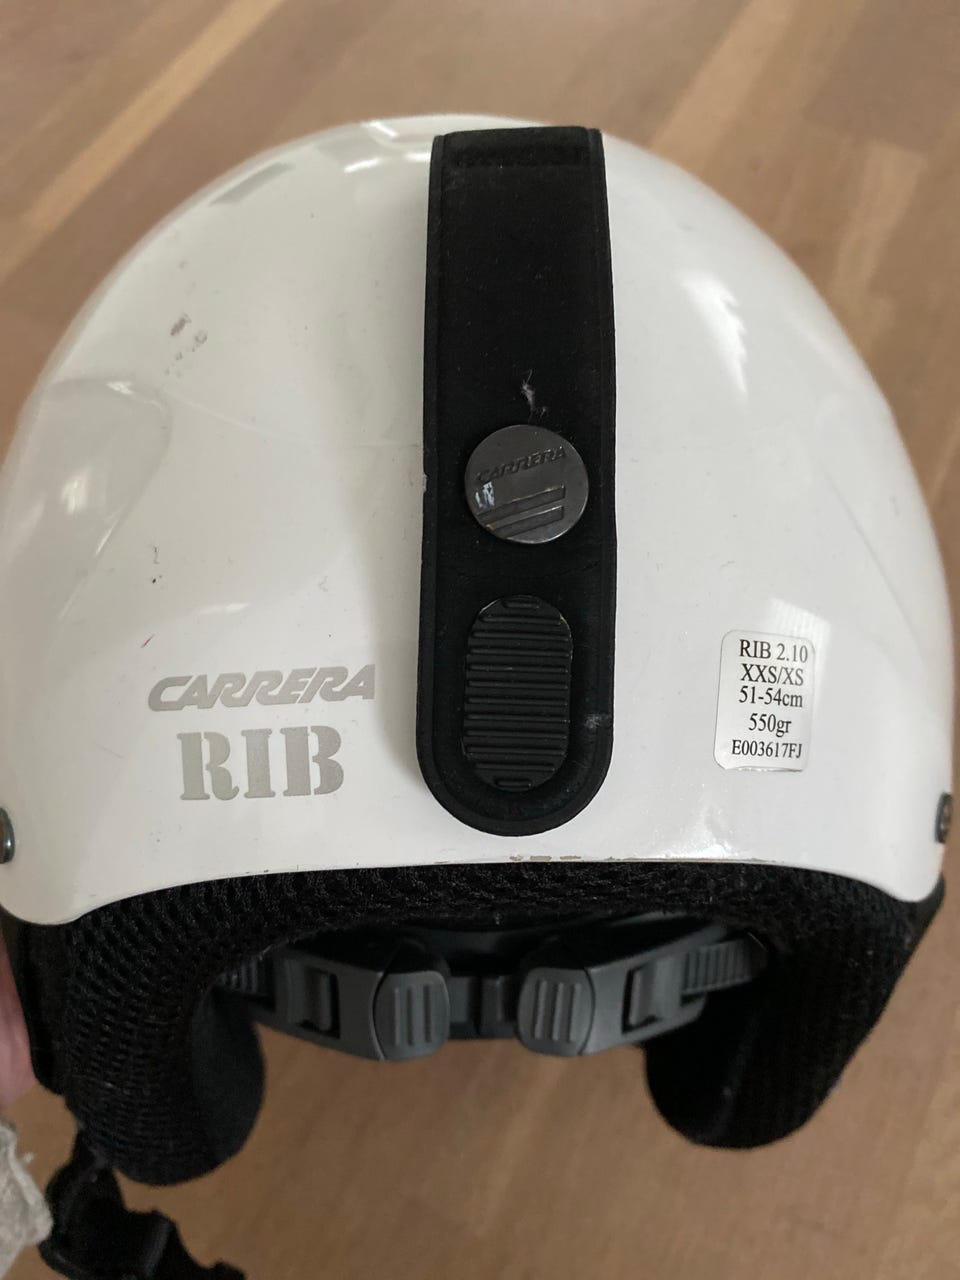 CARRERA
CARRERA
RIB
RIB 2.10
XXS/XS
51-54cm
550gr
E003617FJ